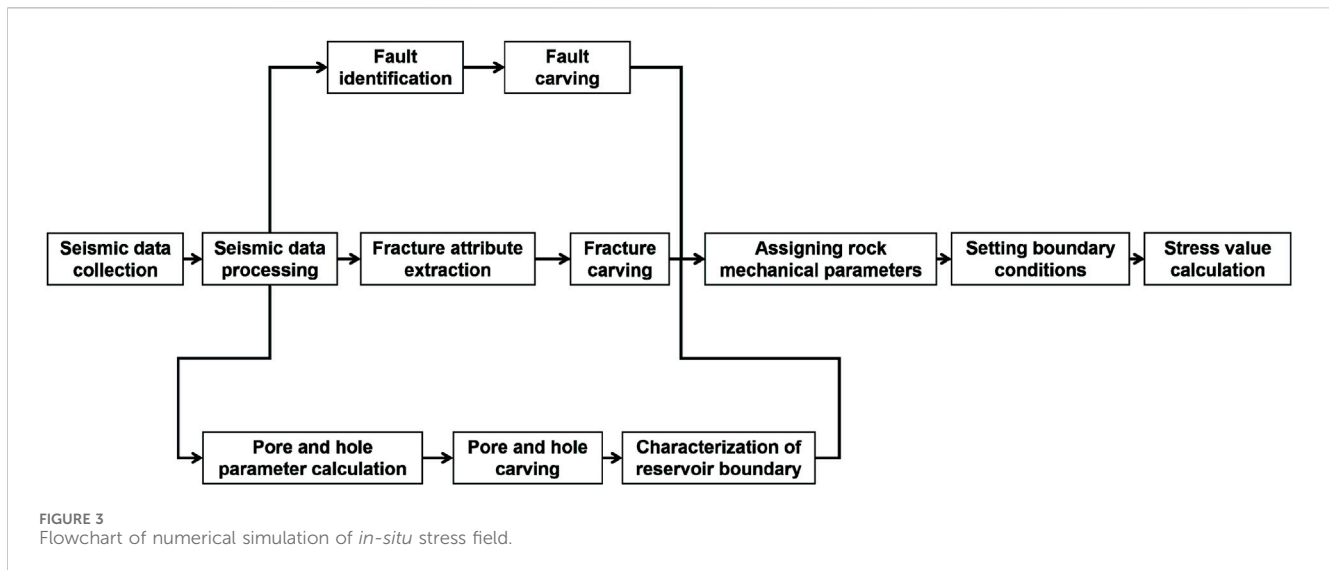 Fault
identification
Fault
carving
Seismic data
collection
Seismic data
processing
Fracture attribute
extraction
Fracture
carving
Assigning rock
mechanical parameters
Setting boundary
conditions
Stress value
calculation
Pore and hole
parameter calculation
Pore and hole
carving
Characterization of
reservoir boundary
FIGURE 3
Flowchart of numerical simulation of in-situ stress field.